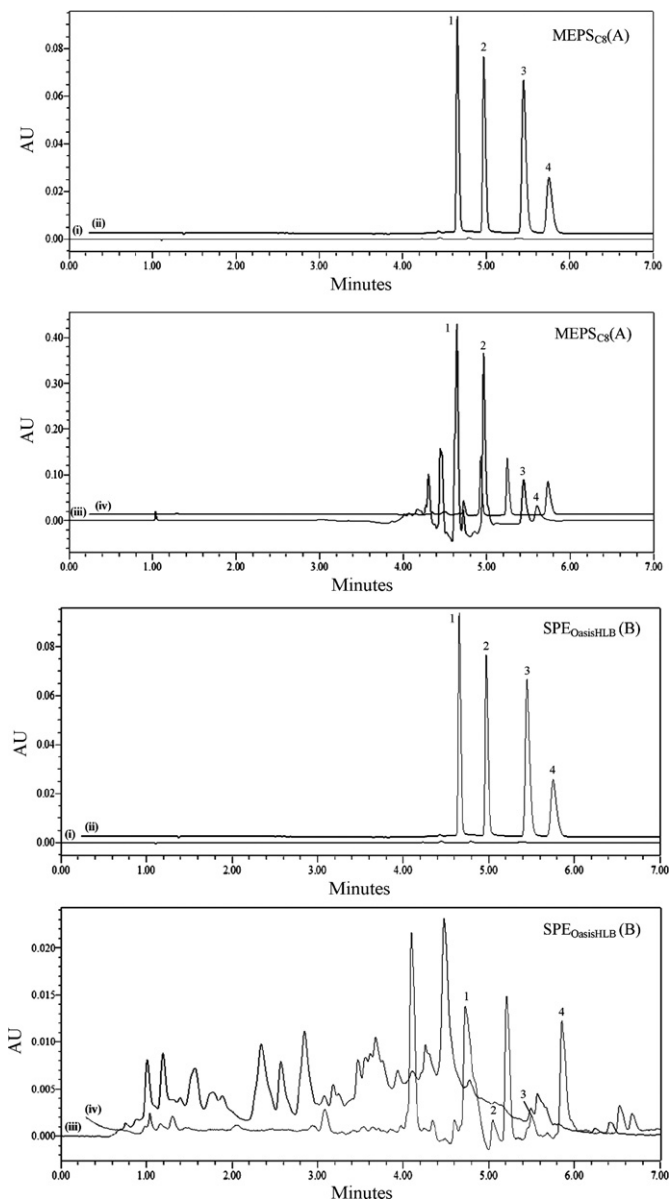 MEPSC8(A)
1
2
3
4
0.08
0.06
AU
0.04
0.02
(i) (ii)
0.00
0.00 1.00 2.00 3.00 4.00 5.00 6.00 7.00
Minutes
MEPSC8(A)
1
2
0.40
0.30
AU
0.20
0.10
3
4
(iii) (iv)
0.00
0.00 1.00 2.00 3.00 4.00 5.00 6.00 7.00
Minutes
SPEOasisHLB (B)
1
2
3
4
0.08
0.06
AU
0.04
0.02
(i) (ii)
0.00
0.00 1.00 2.00 3.00 4.00 5.00 6.00 7.00
Minutes
SPEOasisHLB (B)
0.020
0.015
AU
0.010
1
4
0.005
3
2
(iv)
0.000 (iii)
0.00 1.00 2.00 3.00 4.00 5.00 6.00 7.00
Minutes